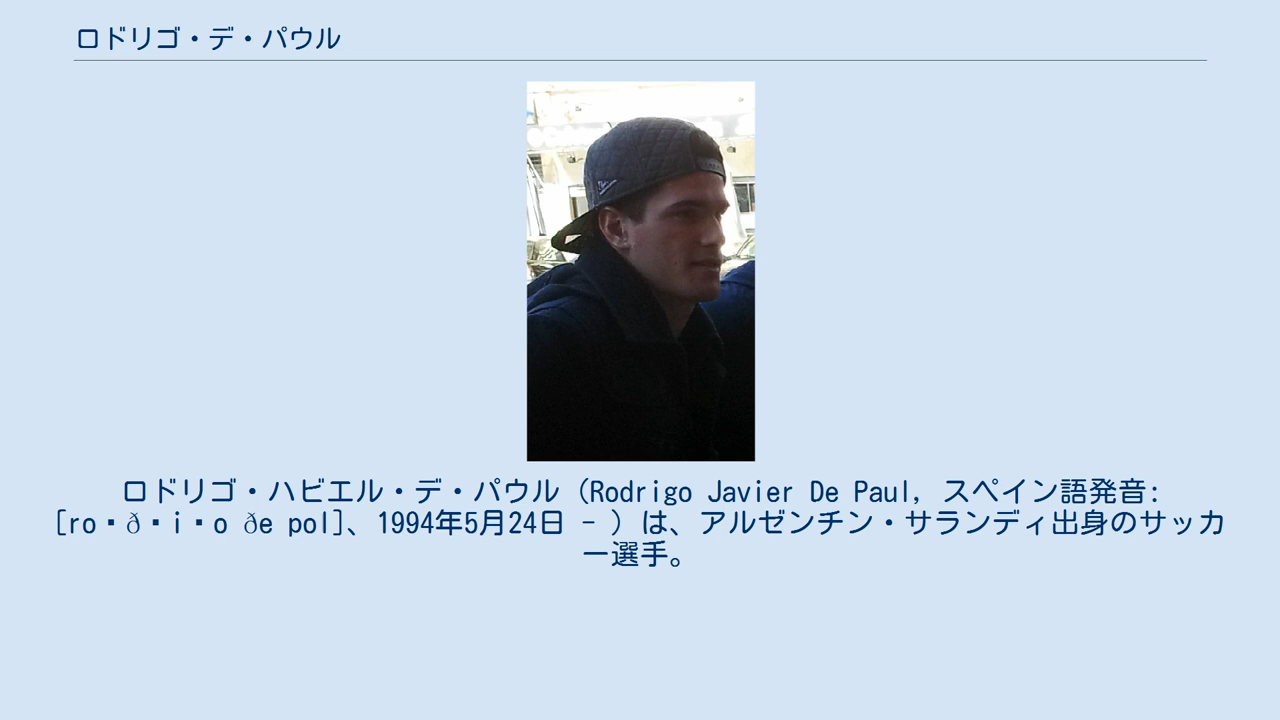 ロドリゴ・デ・パウル
ロドリゴ・ハビエル・デ・パウル（Rodrigo Javier De Paul, スペイン語発音:
[ro·ð·i·o ðe pol]、1994年5月24日 - ）は、アルゼンチン・サランディ出身のサッカ
ー選手。